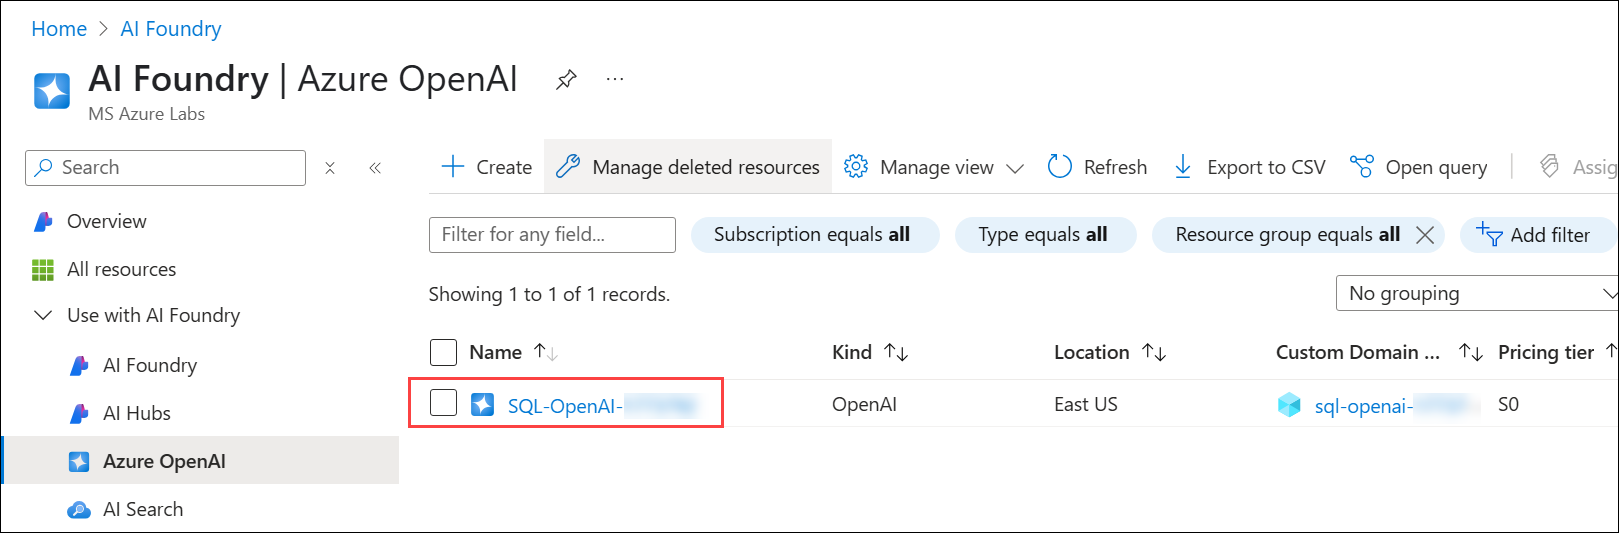 Home > AI Foundry
AI Foundry | Azure OpenAI ...
MS Azure Labs
Search
Overview
All resources
Use with AI Foundry
AI Foundry
AI Hubs
Azure OpenAI
AI Search
Create Manage deleted resources Manage view Refresh Export to CSV Open query Assig
Filter for any field... Subscription equals all Type equals all Resource group equals all Add filter
Showing 1 to 1 of 1 records. No grouping
Name Kind Location Custom Domain ... Pricing tier
SQL-OpenAI- OpenAI East US sql-openai- S0